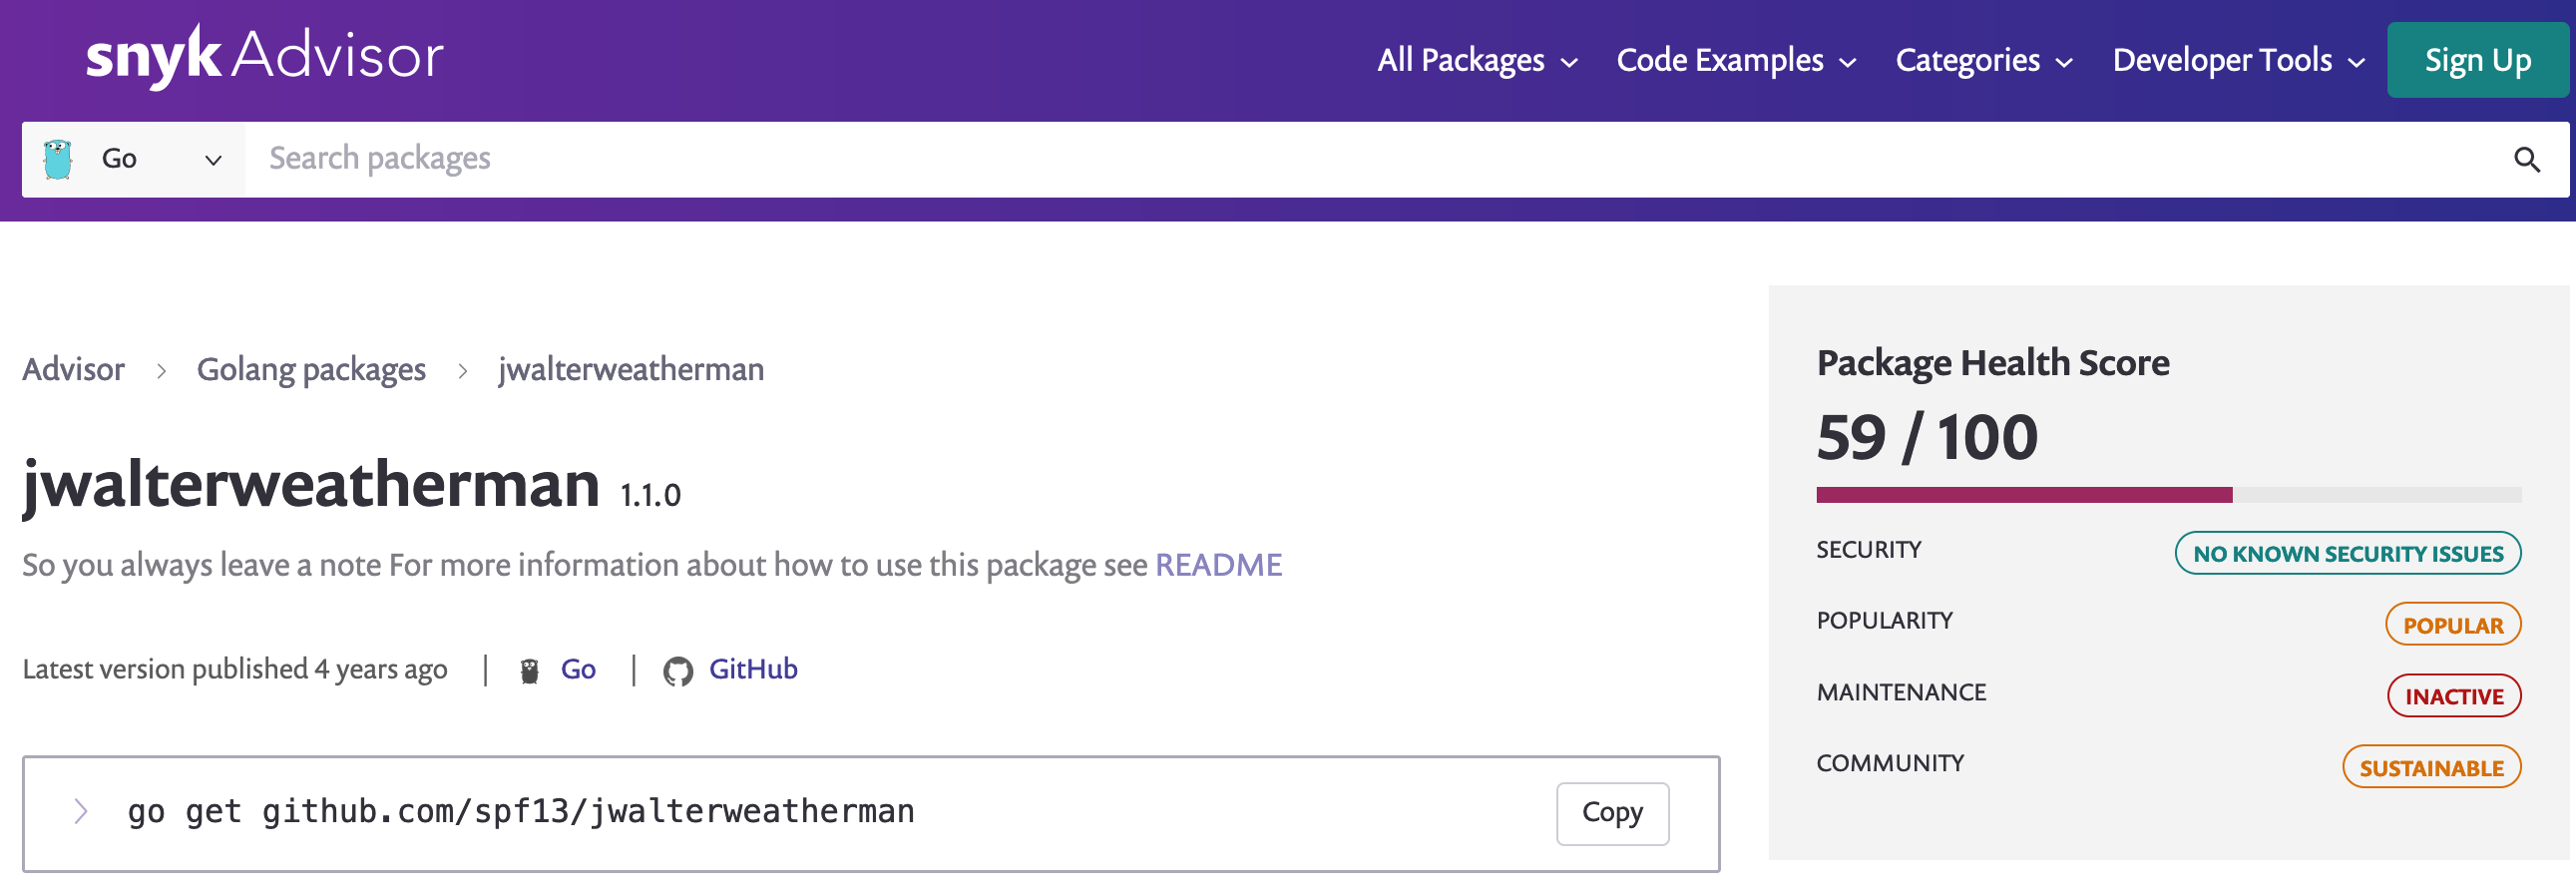 snyk Advisor
All Packages
Code Examples
Categories
Developer Tools
Sign Up
Go
Search packages
Advisor > Golang packages > jwalterweatherman
jwalterweatherman 1.1.0
So you always leave a note For more information about how to use this package see README
Latest version published 4 years ago | Go | GitHub
> go get github.com/spf13/jwalterweatherman
Copy
Package Health Score
59 / 100
SECURITY
NO KNOWN SECURITY ISSUES
POPULARITY
POPULAR
MAINTENANCE
INACTIVE
COMMUNITY
SUSTAINABLE